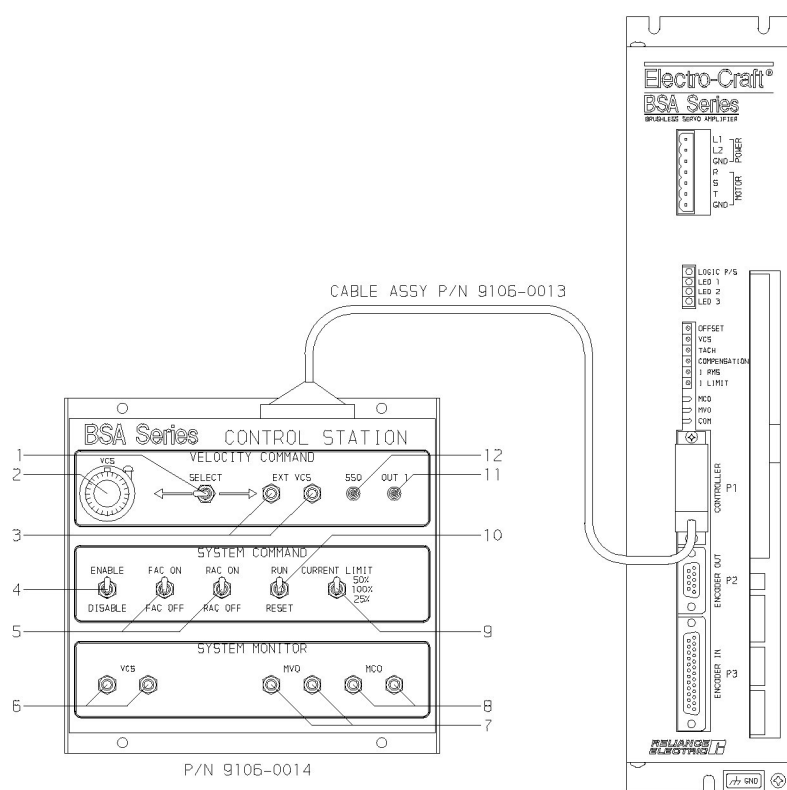 Electro-Craft®
BSA Series
BRUSHLESS SERVO AMPLIFIER
L1
L2
GND
POWER
R
S
T
GND
MOTOR
LOGIC P/S
LED 1
LED 2
LED 3
OFFSET
VCS
TACH
COMPENSATION
I RMS
I LIMIT
MCO
MVO
COM
CONTROLLER
P1
ENCODER OUT
P2
ENCODER IN
P3
RELIANCE
ELECTRIC
GND
CABLE ASSY P/N 9106-0013
BSA Series CONTROL STATION
VELOCITY COMMAND
VCS
SELECT
EXT VCS
SSO
OUT 1
SYSTEM COMMAND
ENABLE
FAC ON
RAC ON
RUN
CURRENT LIMIT
50%
100%
25%
DISABLE
FAC OFF
RAC OFF
RESET
SYSTEM MONITOR
VCS
MVO
MCO
1
2
3
4
5
6
7
8
9
10
11
12
P/N 9106-0014